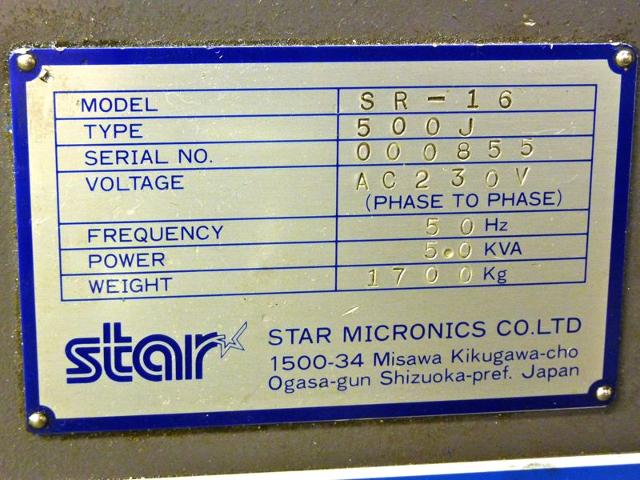 MODEL SR-16
TYPE 500J
SERIAL NO. 000855
VOLTAGE AC230V
(PHASE TO PHASE)
FREQUENCY 50 Hz
POWER 5.0 KVA
WEIGHT 1700 Kg
star
STAR MICRONICS CO.LTD
1500-34 Misawa Kikugawa-cho
Ogasa-gun Shizuoka-pref. Japan